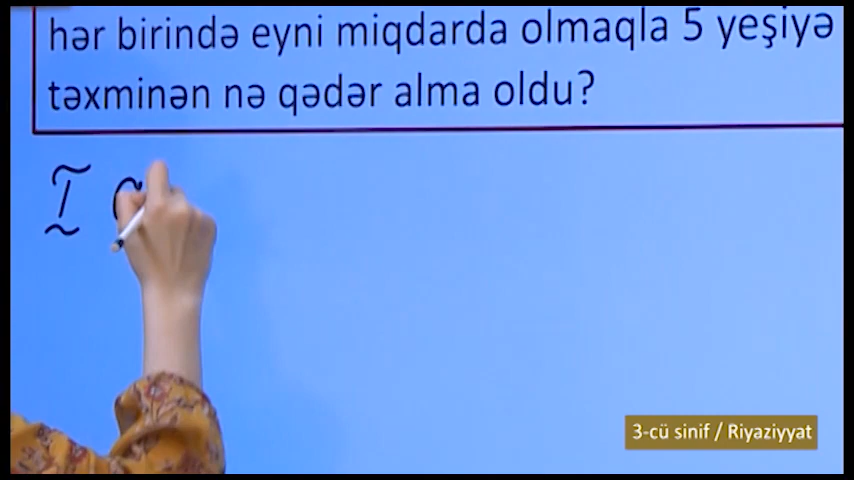 hər birində eyni miqdarda olmaqla 5 yeşiyə
təxminən nə qədər alma oldu?
I
3-cü sinif / Riyaziyyat